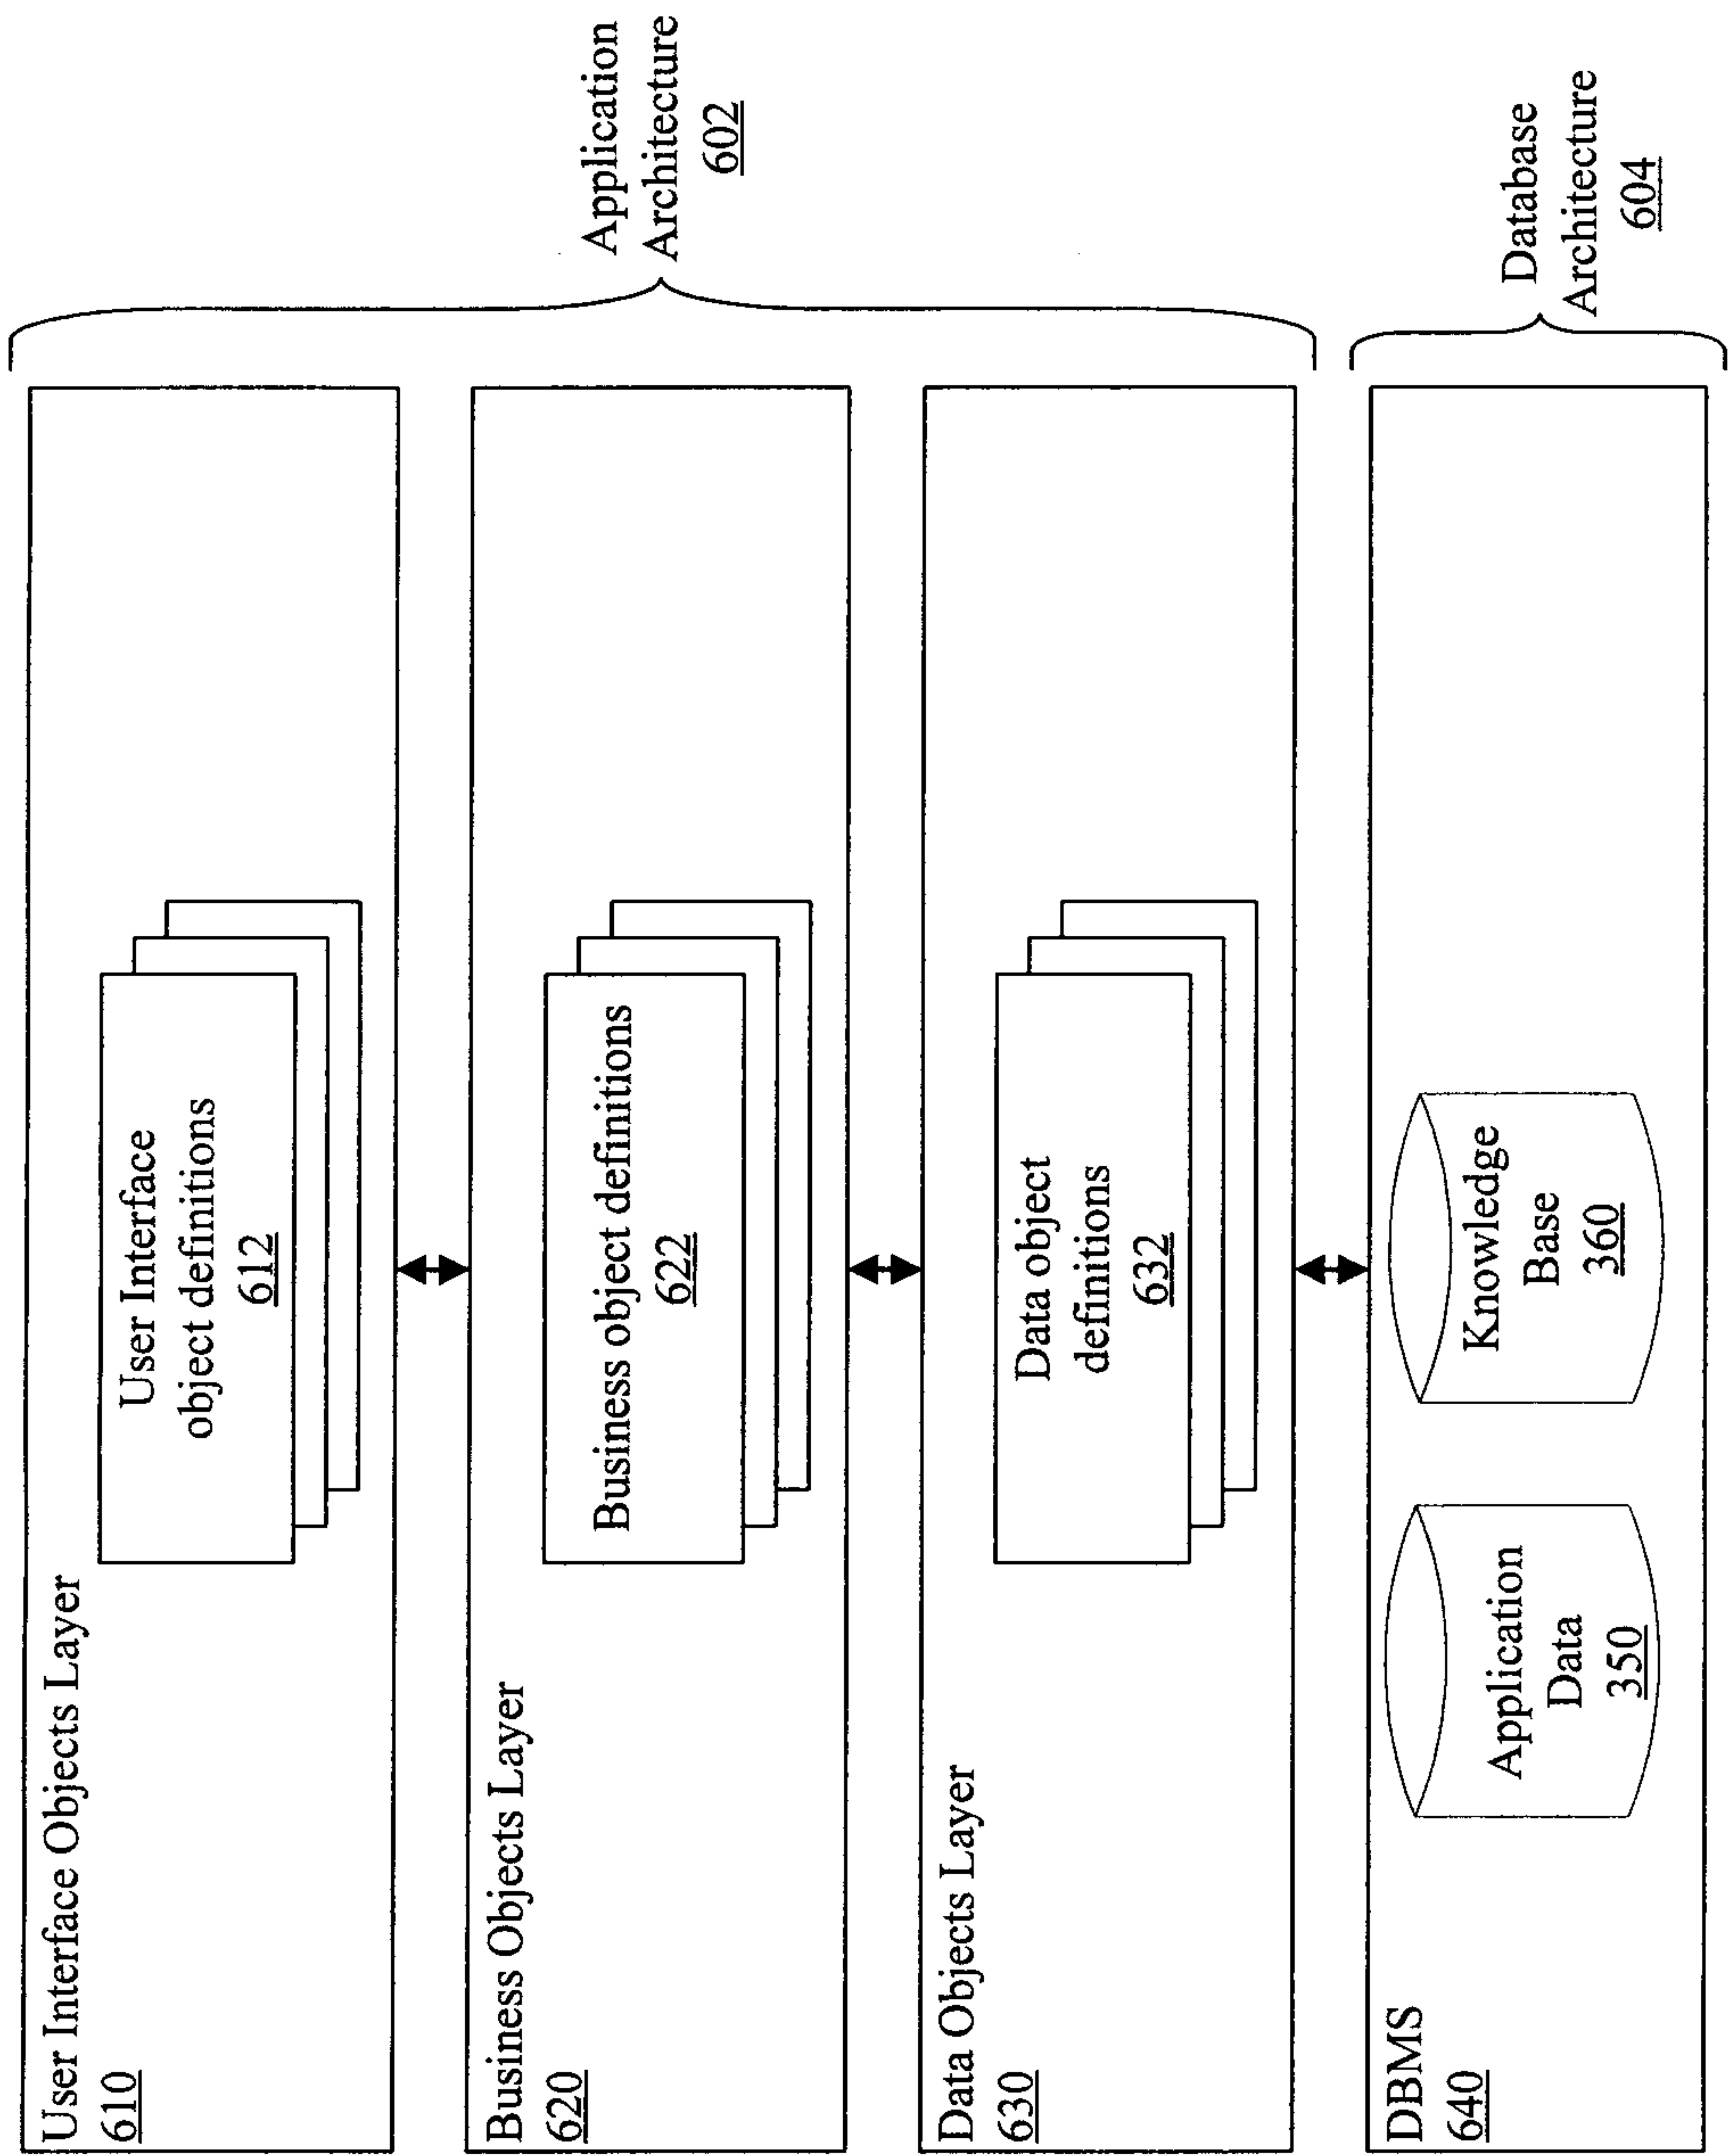 User Interface Objects Layer
610
User Interface
object definitions
612
Business Objects Layer
620
Business object definitions
622
Data Objects Layer
630
Data object
definitions
632
DBMS
640
Application
Data
350
Knowledge
Base
360
Application
Architecture
602
Database
Architecture
604